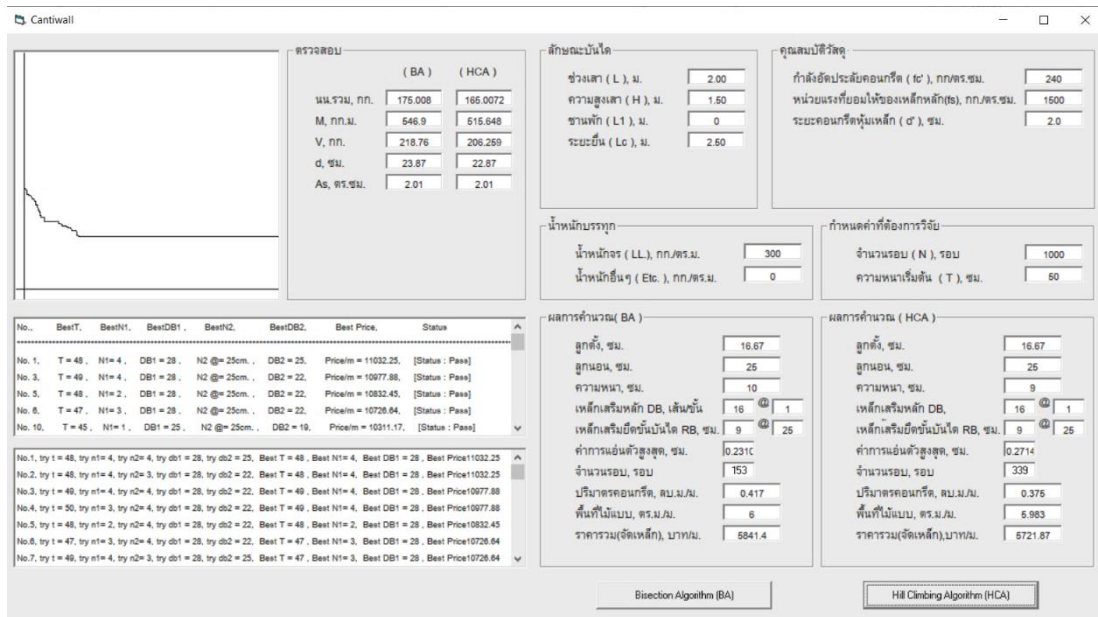 Cantiwall
ตรวจสอบ
( BA ) ( HCA )
นน.รวม, กก. 175.008 165.0072
M, กก.ม. 546.9 515.648
V, กก. 218.76 206.259
d, ซม. 23.87 22.87
As, ตร.ซม. 2.01 2.01
ลักษณะบันได
ช่วงเสา ( L ), ม. 2.00
ความสูงเสา ( H ), ม. 1.50
ชานพัก ( L1 ), ม. 0
ระยะยื่น ( Lc ), ม. 2.50
คุณสมบัติวัสดุ
กำลังอัดประลัยคอนกรีต ( fc' ), กก/ตร.ซม. 240
หน่วยแรงที่ยอมให้ของเหล็กหลัก(fs), กก./ตร.ซม. 1500
ระยะคอนกรีตหุ้มเหล็ก ( d' ), ซม. 2.0
น้ำหนักบรรทุก
น้ำหนักจร ( LL.), กก./ตร.ม. 300
น้ำหนักอื่นๆ ( Etc. ), กก./ตร.ม. 0
กำหนดค่าที่ต้องการวิจัย
จำนวนรอบ ( N ), รอบ 1000
ความหนาเริ่มต้น ( T ), ซม. 50
No., BestT, BestN1, BestDB1 , BestN2, BestDB2, Best Price, Status
No. 1, T = 48 , N1= 4 , DB1 = 28 , N2 @= 25cm. , DB2 = 25, Price/m = 11032.25, [Status : Pass]
No. 3, T = 49 , N1= 4 , DB1 = 28 , N2 @= 25cm. , DB2 = 22, Price/m = 10977.88, [Status : Pass]
No. 5, T = 48 , N1= 2 , DB1 = 28 , N2 @= 25cm. , DB2 = 22, Price/m = 10832.45, [Status : Pass]
No. 6, T = 47 , N1= 3 , DB1 = 28 , N2 @= 25cm. , DB2 = 22, Price/m = 10726.64, [Status : Pass]
No. 10, T = 45 , N1= 1 , DB1 = 25 , N2 @= 25cm. , DB2 = 19, Price/m = 10311.17, [Status : Pass]
No.1, try t = 48, try n1= 4, try n2= 4, try db1 = 28, try db2 = 25, Best T = 48 , Best N1= 4, Best DB1 = 28 , Best Price11032.25
No.2, try t = 48, try n1= 4, try n2= 3, try db1 = 28, try db2 = 22, Best T = 48 , Best N1= 4, Best DB1 = 28 , Best Price11032.25
No.3, try t = 49, try n1= 4, try n2= 4, try db1 = 28, try db2 = 22, Best T = 49 , Best N1= 4, Best DB1 = 28 , Best Price10977.88
No.4, try t = 50, try n1= 3, try n2= 4, try db1 = 28, try db2 = 22, Best T = 49 , Best N1= 4, Best DB1 = 28 , Best Price10977.88
No.5, try t = 48, try n1= 2, try n2= 4, try db1 = 28, try db2 = 22, Best T = 48 , Best N1= 2, Best DB1 = 28 , Best Price10832.45
No.6, try t = 47, try n1= 3, try n2= 4, try db1 = 28, try db2 = 22, Best T = 47 , Best N1= 3, Best DB1 = 28 , Best Price10726.64
No.7, try t = 49, try n1= 4, try n2= 3, try db1 = 28, try db2 = 25, Best T = 47 , Best N1= 3, Best DB1 = 28 , Best Price10726.64
ผลการคำนวณ( BA )
ลูกตั้ง, ซม. 16.67
ลูกนอน, ซม. 25
ความหนา, ซม. 10
เหล็กเสริมหลัก DB, เส้น/ขั้น 16 @ 1
เหล็กเสริมยึดขั้นบันได RB, ซม. 9 @ 25
ค่าการแอ่นตัวสูงสุด, ซม. 0.2310
จำนวนรอบ, รอบ 153
ปริมาตรคอนกรีต, ลบ.ม./ม. 0.417
พื้นที่ไม้แบบ, ตร.ม./ม. 6
ราคารวม(จัดเหล็ก), บาท/ม. 5841.4
ผลการคำนวณ ( HCA )
ลูกตั้ง, ซม. 16.67
ลูกนอน, ซม. 25
ความหนา, ซม. 9
เหล็กเสริมหลัก DB, 16 @ 1
เหล็กเสริมยึดขั้นบันได RB, ซม. 9 @ 25
ค่าการแอ่นตัวสูงสุด, ซม. 0.2714
จำนวนรอบ, รอบ 339
ปริมาตรคอนกรีต, ลบ.ม./ม. 0.375
พื้นที่ไม้แบบ, ตร.ม./ม. 5.983
ราคารวม(จัดเหล็ก),บาท/ม. 5721.87
Bisection Algorithm (BA)
Hill Climbing Algorithm (HCA)